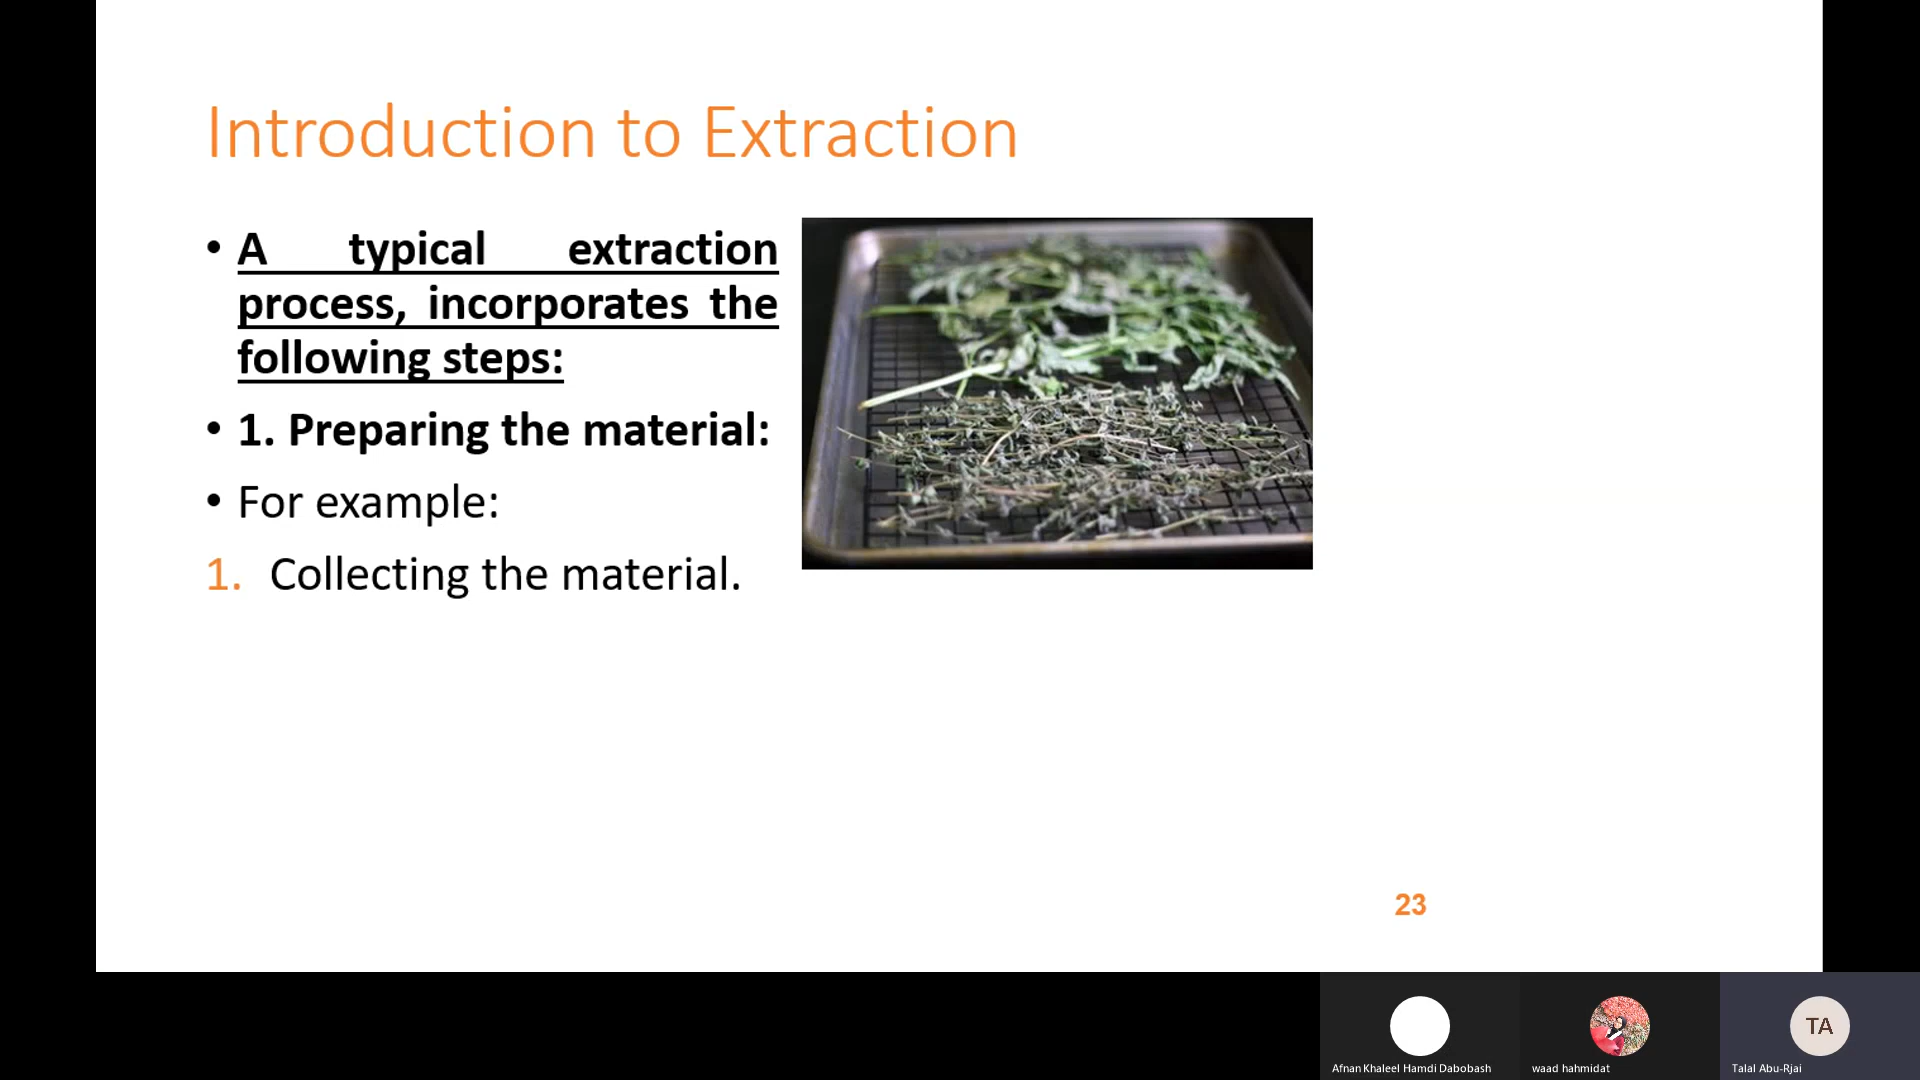 Introduction to Extraction
• A typical extraction
process, incorporates the
following steps:
• 1. Preparing the material:
• For example:
1. Collecting the material.
23
TA
Afnan Khaleel Hamdi Dabobash
waad hahmidat
Talal Abu-Rjai